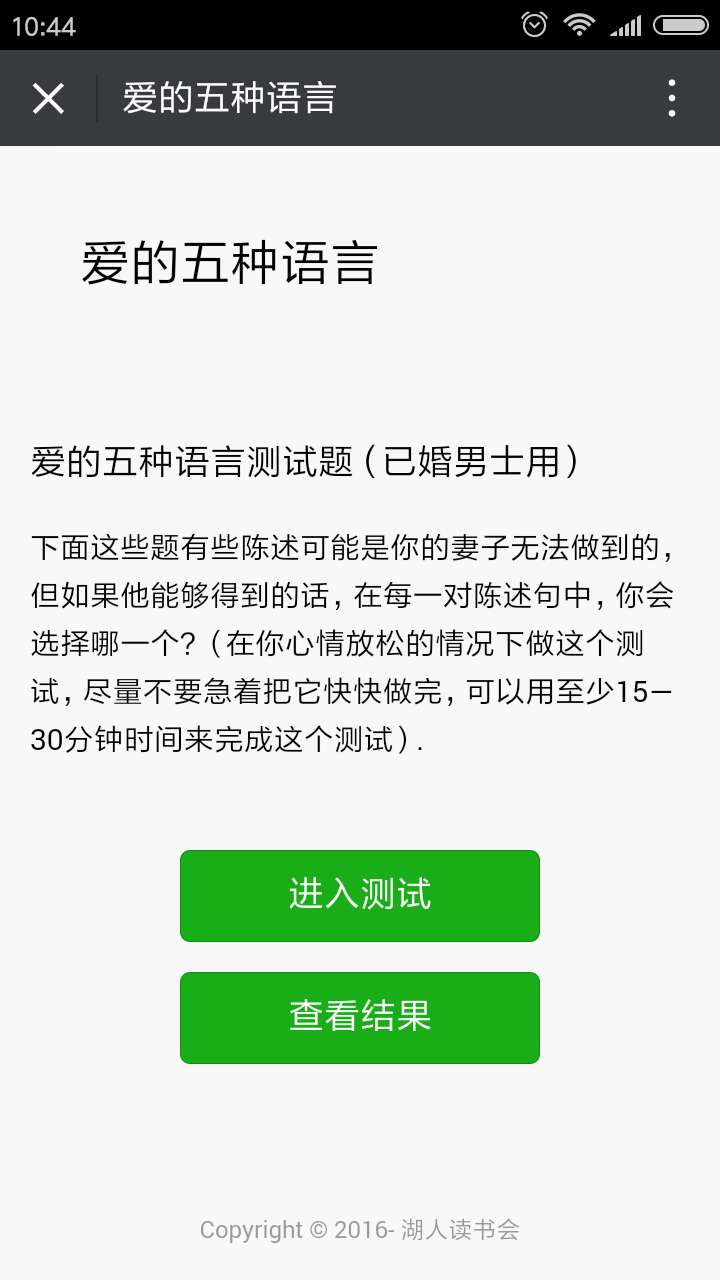 10:44
爱的五种语言
爱的五种语言
爱的五种语言测试题（已婚男士用）
下面这些题有些陈述可能是你的妻子无法做到的，
但如果他能够得到的话，在每一对陈述句中，你会
选择哪一个？（在你心情放松的情况下做这个测
试，尽量不要急着把它快快做完，可以用至少15—
30分钟时间来完成这个测试）.
进入测试
查看结果
Copyright © 2016- 湖人读书会